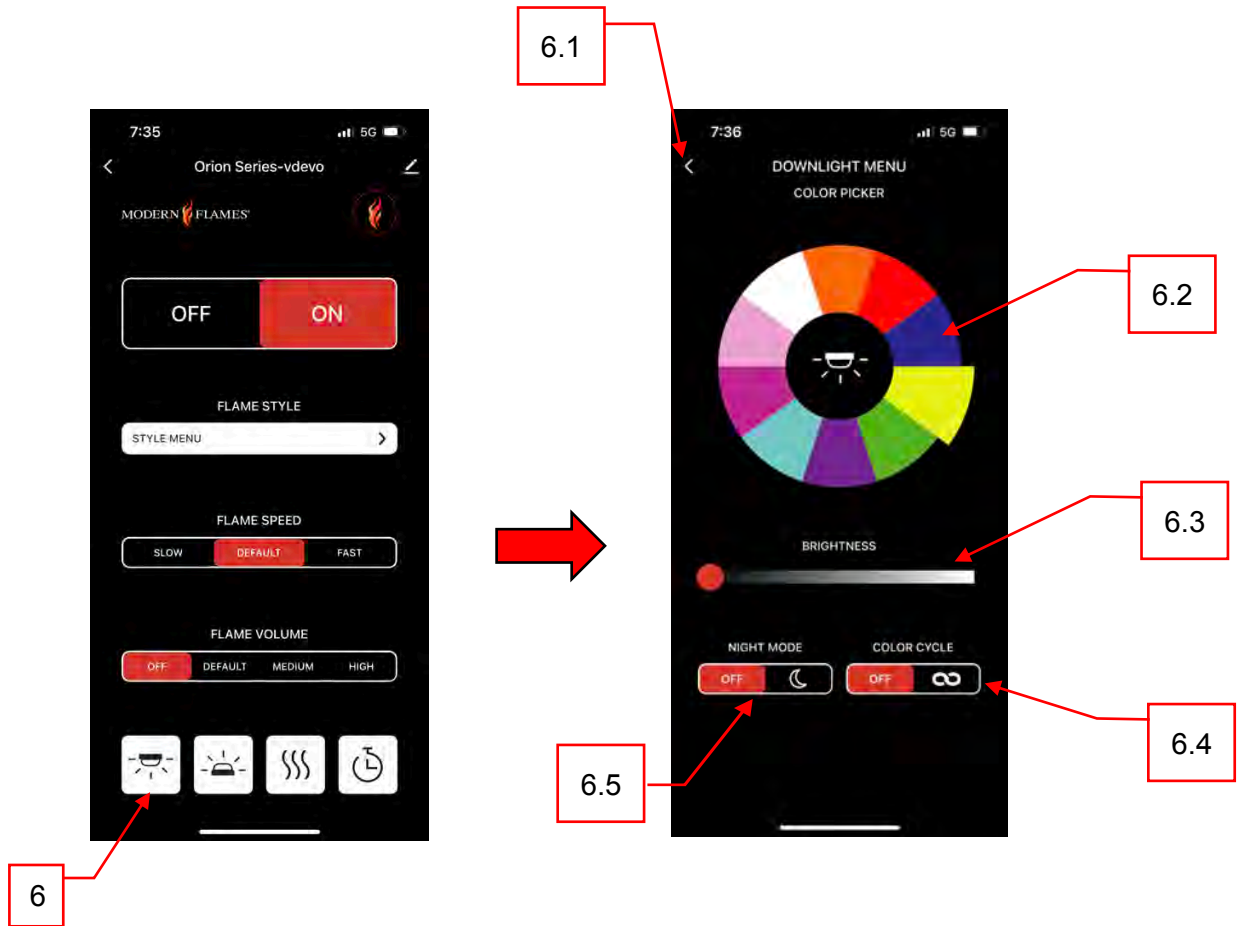 6.1
7:35
5G
Orion Series-vdevo
MODERN FLAMES®
OFF
ON
FLAME STYLE
STYLE MENU
FLAME SPEED
SLOW
DEFAULT
FAST
FLAME VOLUME
OFF
DEFAULT
MEDIUM
HIGH
6
7:36
5G
DOWNLIGHT MENU
COLOR PICKER
6.2
BRIGHTNESS
6.3
NIGHT MODE
COLOR CYCLE
OFF
OFF
6.4
6.5